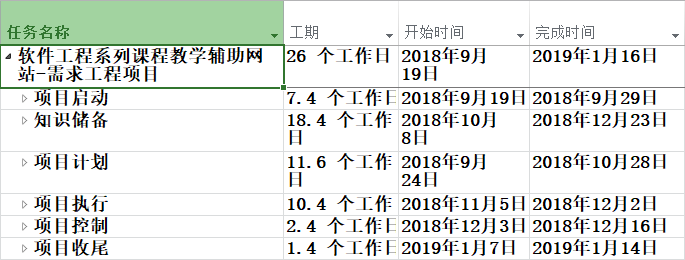 任务名称 工期 开始时间 完成时间
软件工程系列课程教学辅助网 26 个工作日 2018年9月 2019年1月16日
站-需求工程项目 19日
项目启动 7.4 个工作日 2018年9月19日 2018年9月29日
知识储备 18.4 个工作 2018年10月 2018年12月23日
日 8日
项目计划 11.6 个工作 2018年9月 2018年10月28日
日 24日
项目执行 10.4 个工作日 2018年11月5日 2018年12月2日
项目控制 2.4 个工作日 2018年12月3日 2018年12月16日
项目收尾 1.4 个工作日 2019年1月7日 2019年1月14日